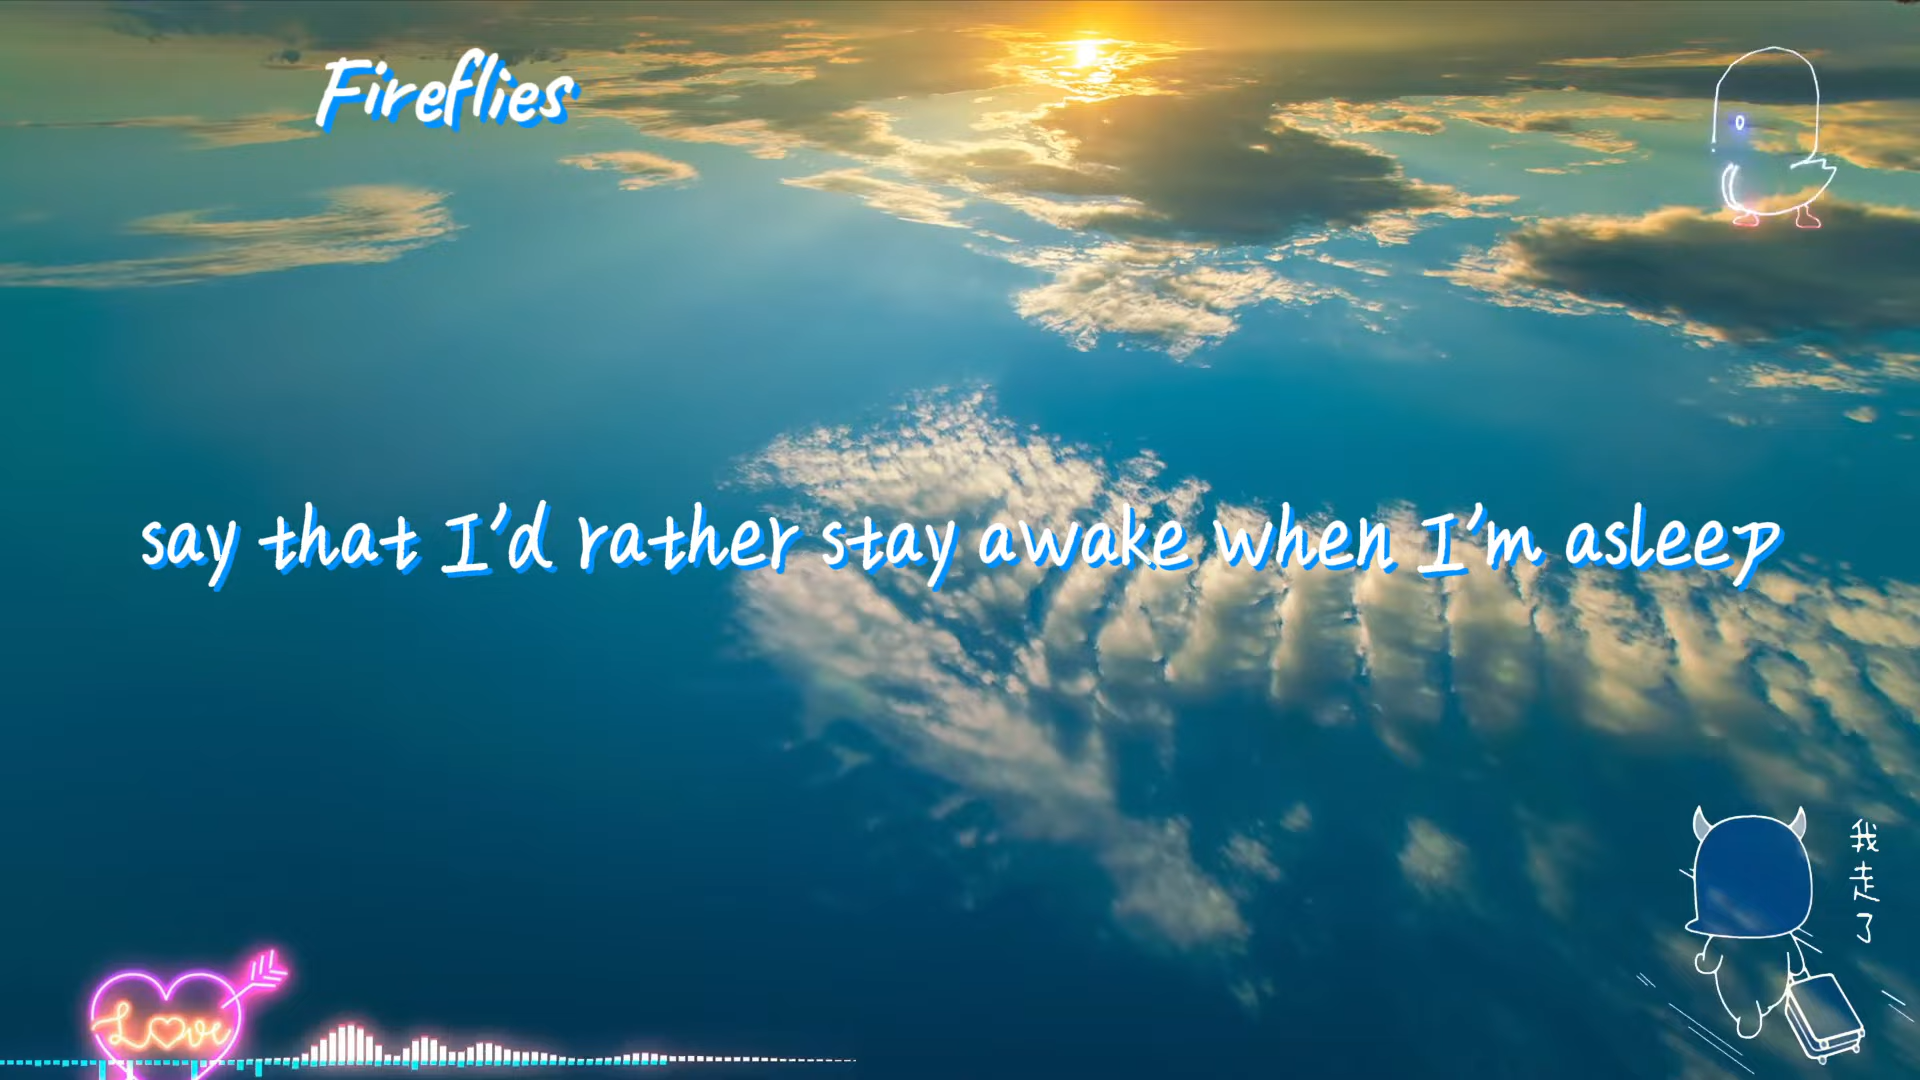 Fireflies
say that I'd rather stay awake when I'm asleep
我走了
Love